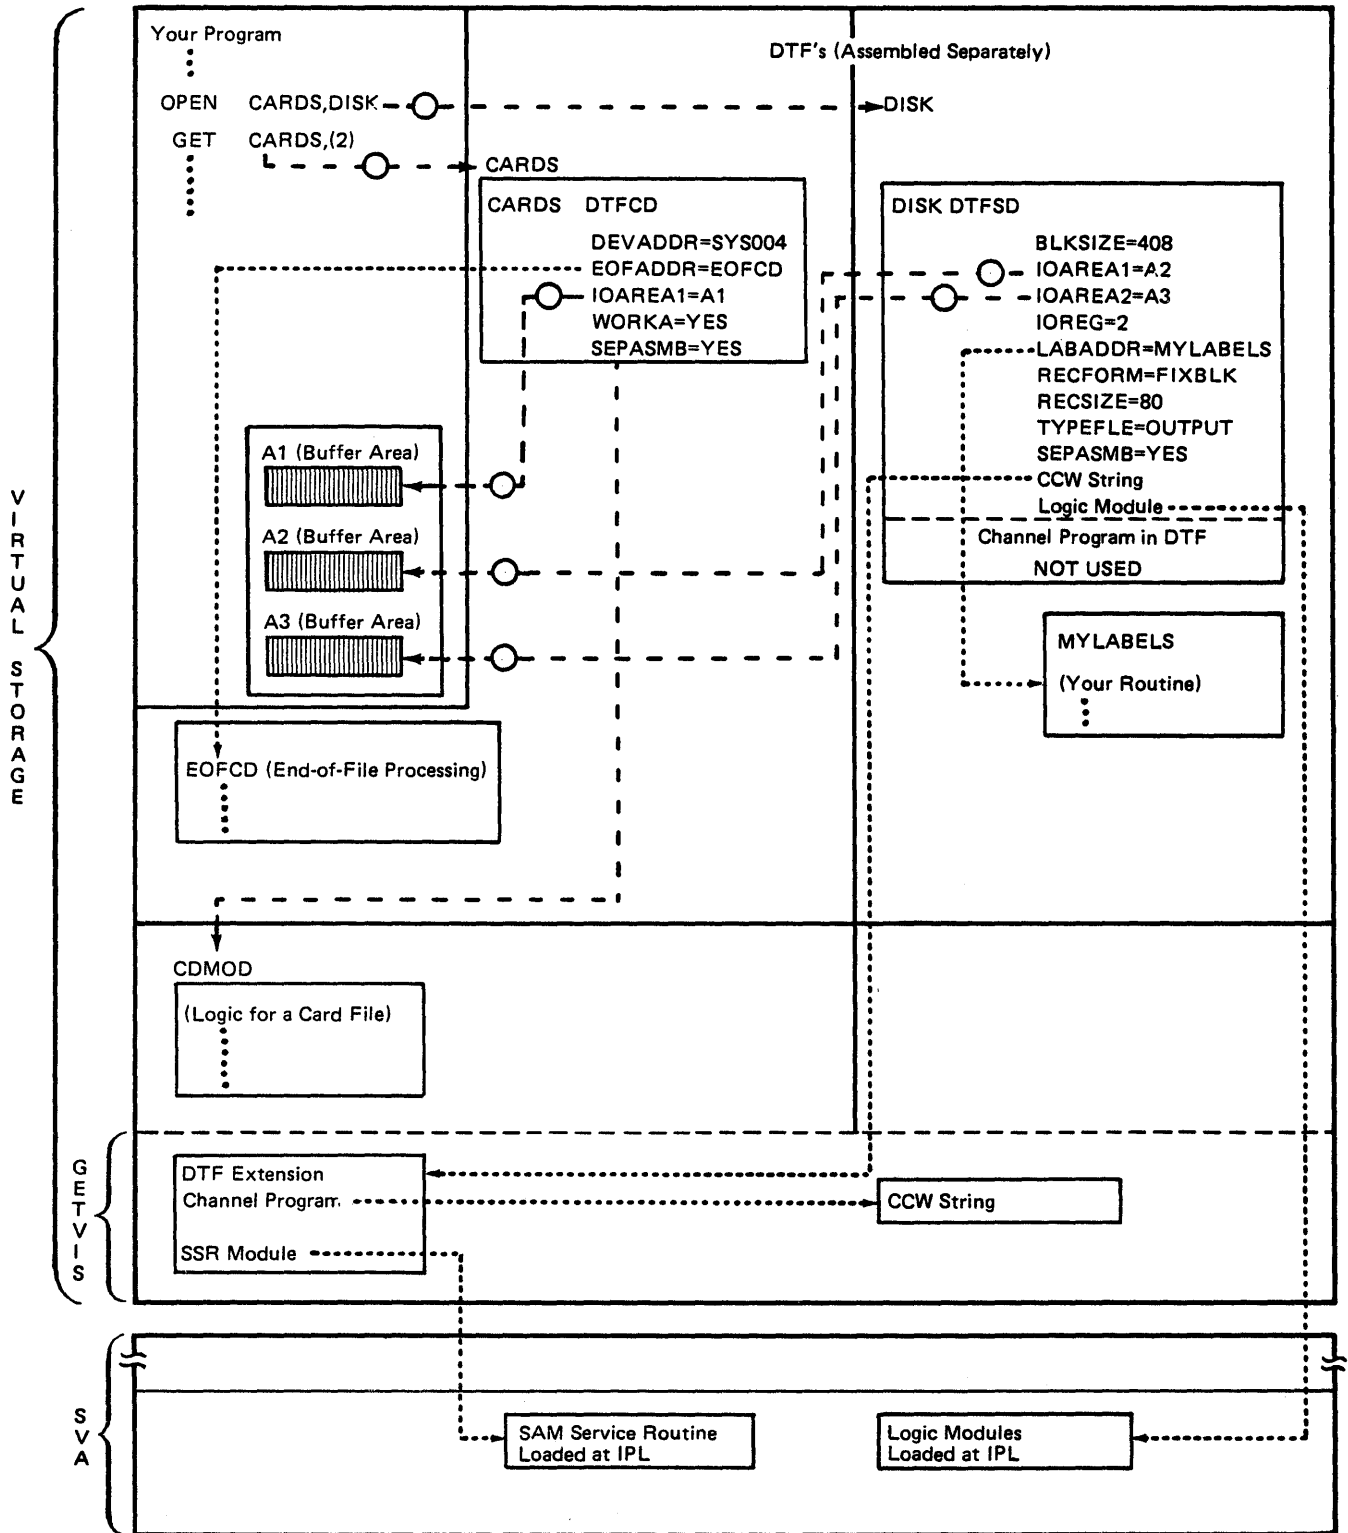 Your Program
DTF's (Assembled Separately)
OPEN CARDS,DISK
DISK
GET CARDS,(2)
CARDS
CARDS DTFCD
DEVADDR=SYS004
EOFADDR=EOFCD
IOAREA1=A1
WORKA=YES
SEPASMB=YES
DISK DTFSD
BLKSIZE=408
IOAREA1=A2
IOAREA2=A3
IOREG=2
LABADDR=MYLABELS
RECFORM=FIXBLK
RECSIZE=80
TYPEFLE=OUTPUT
SEPASMB=YES
CCW String
Logic Module
Channel Program in DTF
NOT USED
A1 (Buffer Area)
A2 (Buffer Area)
A3 (Buffer Area)
MYLABELS
(Your Routine)
VIRTUAL STORAGE
EOFCD (End-of-File Processing)
CDMOD
(Logic for a Card File)
GETVIS
DTF Extension
Channel Program
SSR Module
CCW String
SVA
SAM Service Routine
Loaded at IPL
Logic Modules
Loaded at IPL